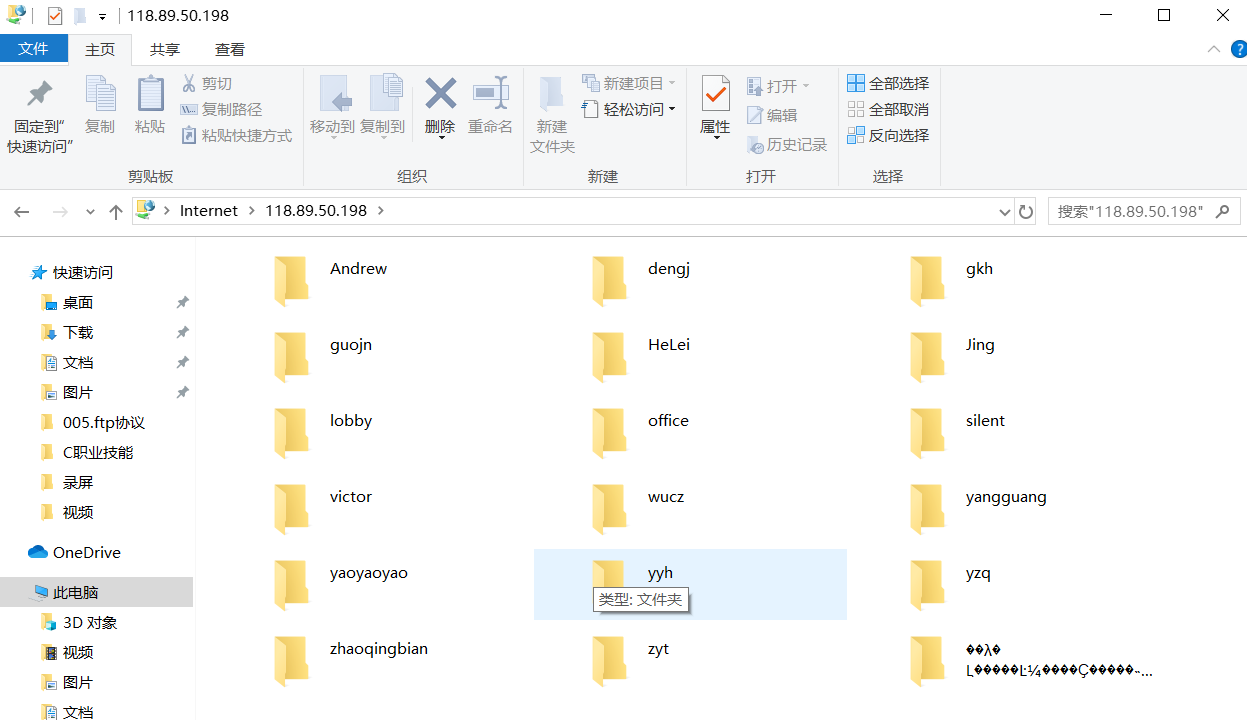 118.89.50.198
文件 主页 共享 查看
固定到"
快速访问"
复制
粘贴
剪切
复制路径
粘贴快捷方式
剪贴板
移动到
复制到
删除
重命名
组织
新建
文件夹
新建项目
轻松访问
新建
属性
打开
编辑
历史记录
打开
全部选择
全部取消
反向选择
选择
Internet 118.89.50.198
搜索"118.89.50.198"
快速访问
桌面
下载
文档
图片
005.ftp协议
C职业技能
录屏
视频
OneDrive
此电脑
3D 对象
视频
图片
文档
Andrew dengj gkh
guojn HeLei Jing
lobby office silent
victor wucz yangguang
yaoyaoyao yyh yzq
类型: 文件夹
zhaoqingbian zyt